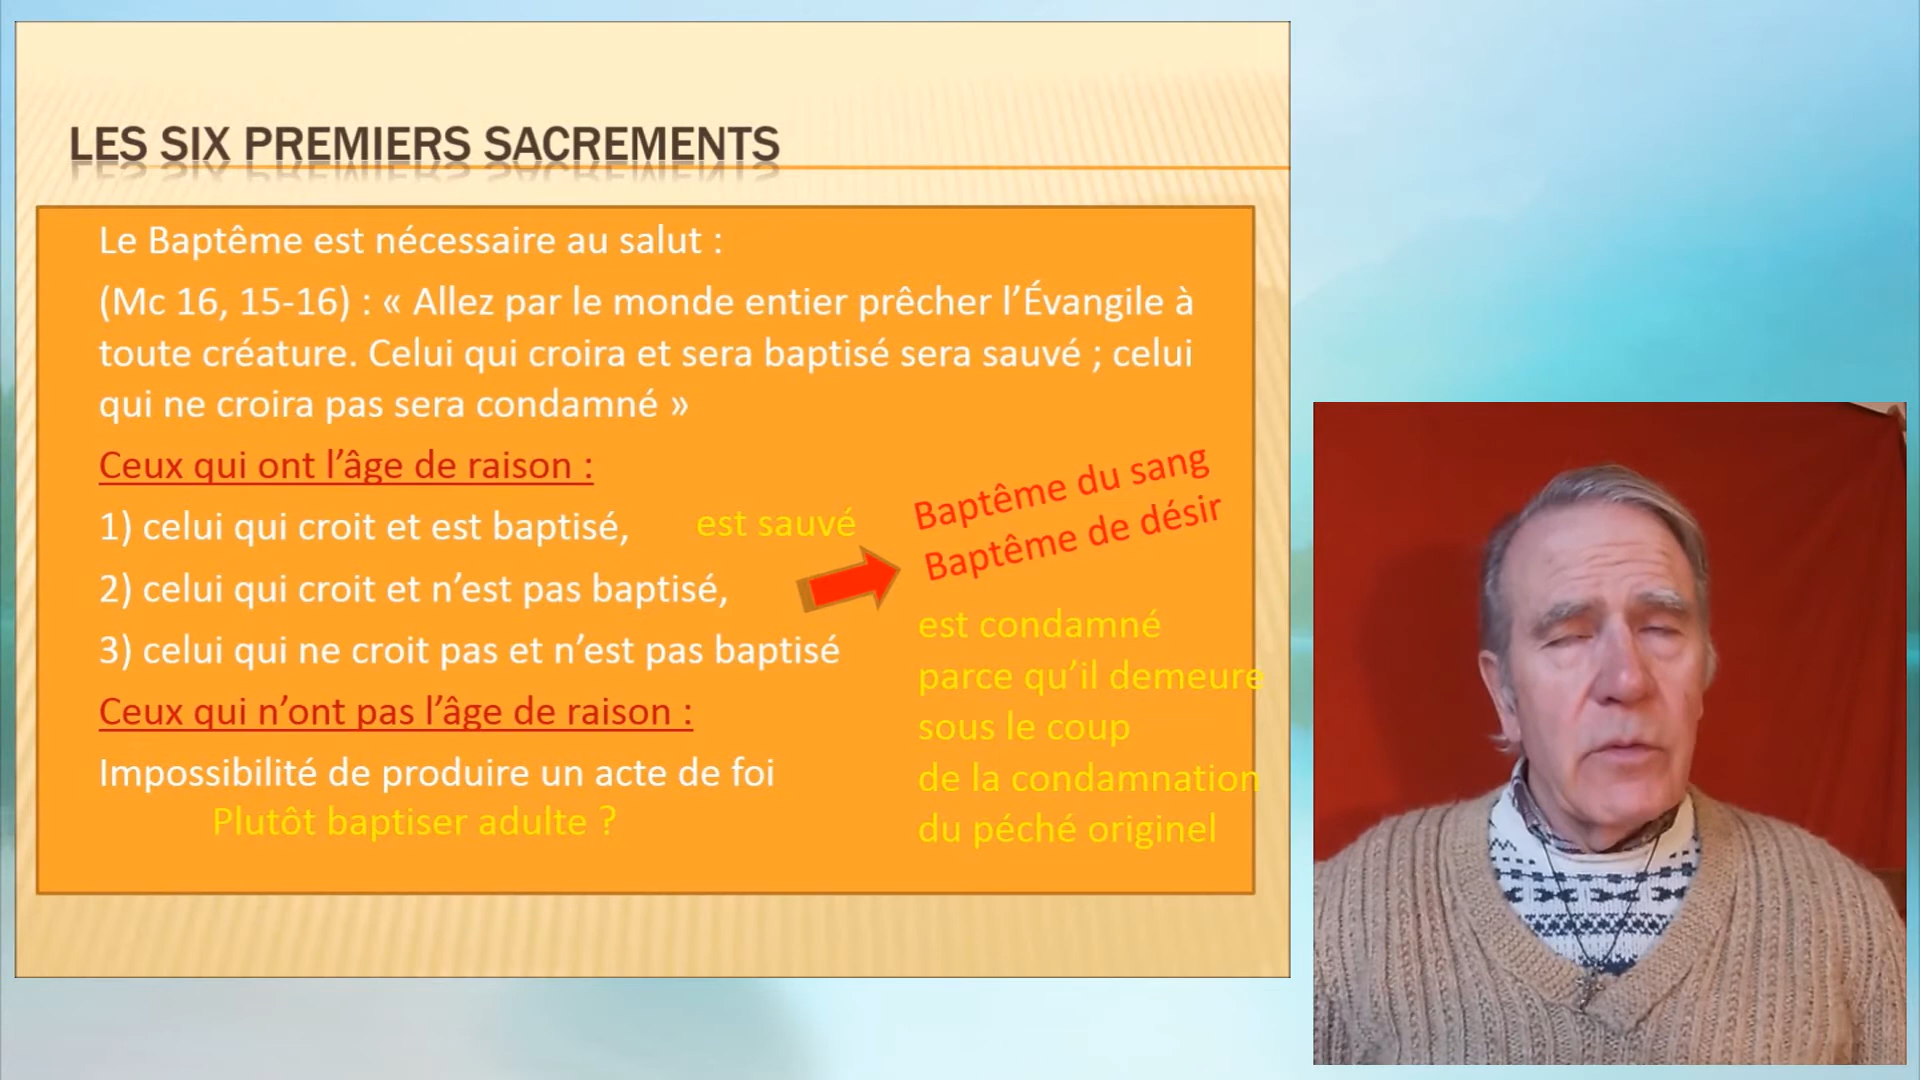 LES SIX PREMIERS SACREMENTS
Le Baptême est nécessaire au salut :
(Mc 16, 15-16) : « Allez par le monde entier prêcher l’Évangile à
toute créature. Celui qui croira et sera baptisé sera sauvé ; celui
qui ne croira pas sera condamné »
Ceux qui ont l’âge de raison :
1) celui qui croit et est baptisé, est sauvé
Baptême du sang
Baptême de désir
2) celui qui croit et n’est pas baptisé,
3) celui qui ne croit pas et n’est pas baptisé
est condamné
parce qu’il demeure
sous le coup
de la condamnation
du péché originel
Ceux qui n’ont pas l’âge de raison :
Impossibilité de produire un acte de foi
Plutôt baptiser adulte ?